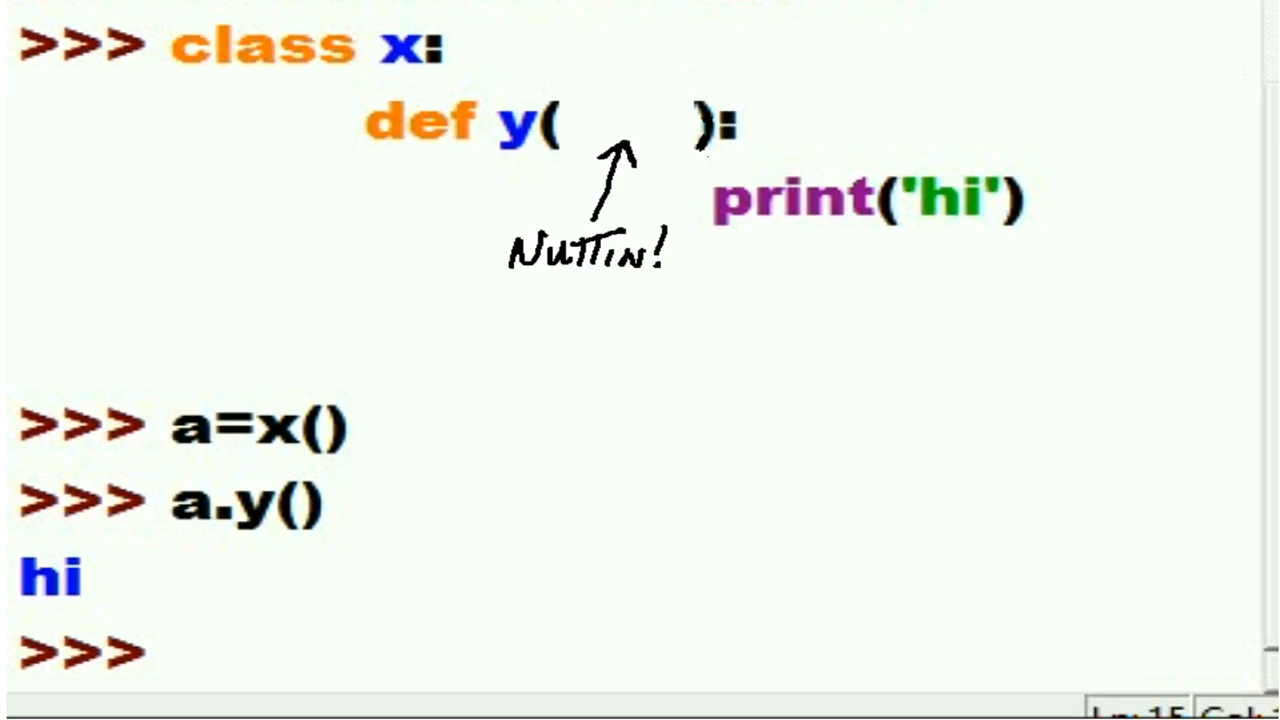 >>> class x:
def y( ):
print('hi')
NUTTIN!
>>> a=x()
>>> a.y()
hi
>>>